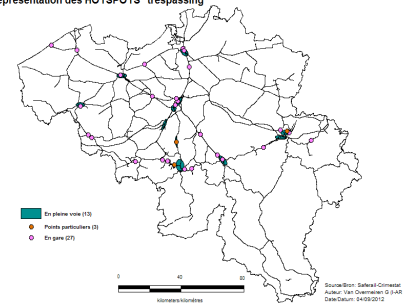 eprésentation des HOTSPOTS "trespassing"
En pleine voie (13)
Points particuliers (3)
En gare (27)
0 40 80
kilometers/kilomètres
Source/Bron: Saferail-Crimestat
Auteur: Van Overmeiren G (I-AR
Date/Datum: 04/09/2012